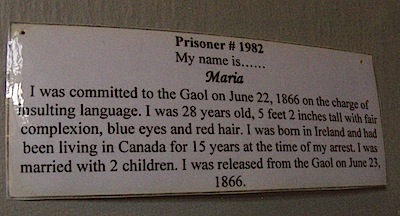 Prisoner # 1982
My name is......
Maria
I was committed to the Gaol on June 22, 1866 on the charge of
insulting language. I was 28 years old, 5 feet 2 inches tall with fair
complexion, blue eyes and red hair. I was born in Ireland and had
been living in Canada for 15 years at the time of my arrest. I was
married with 2 children. I was released from the Gaol on June 23,
1866.